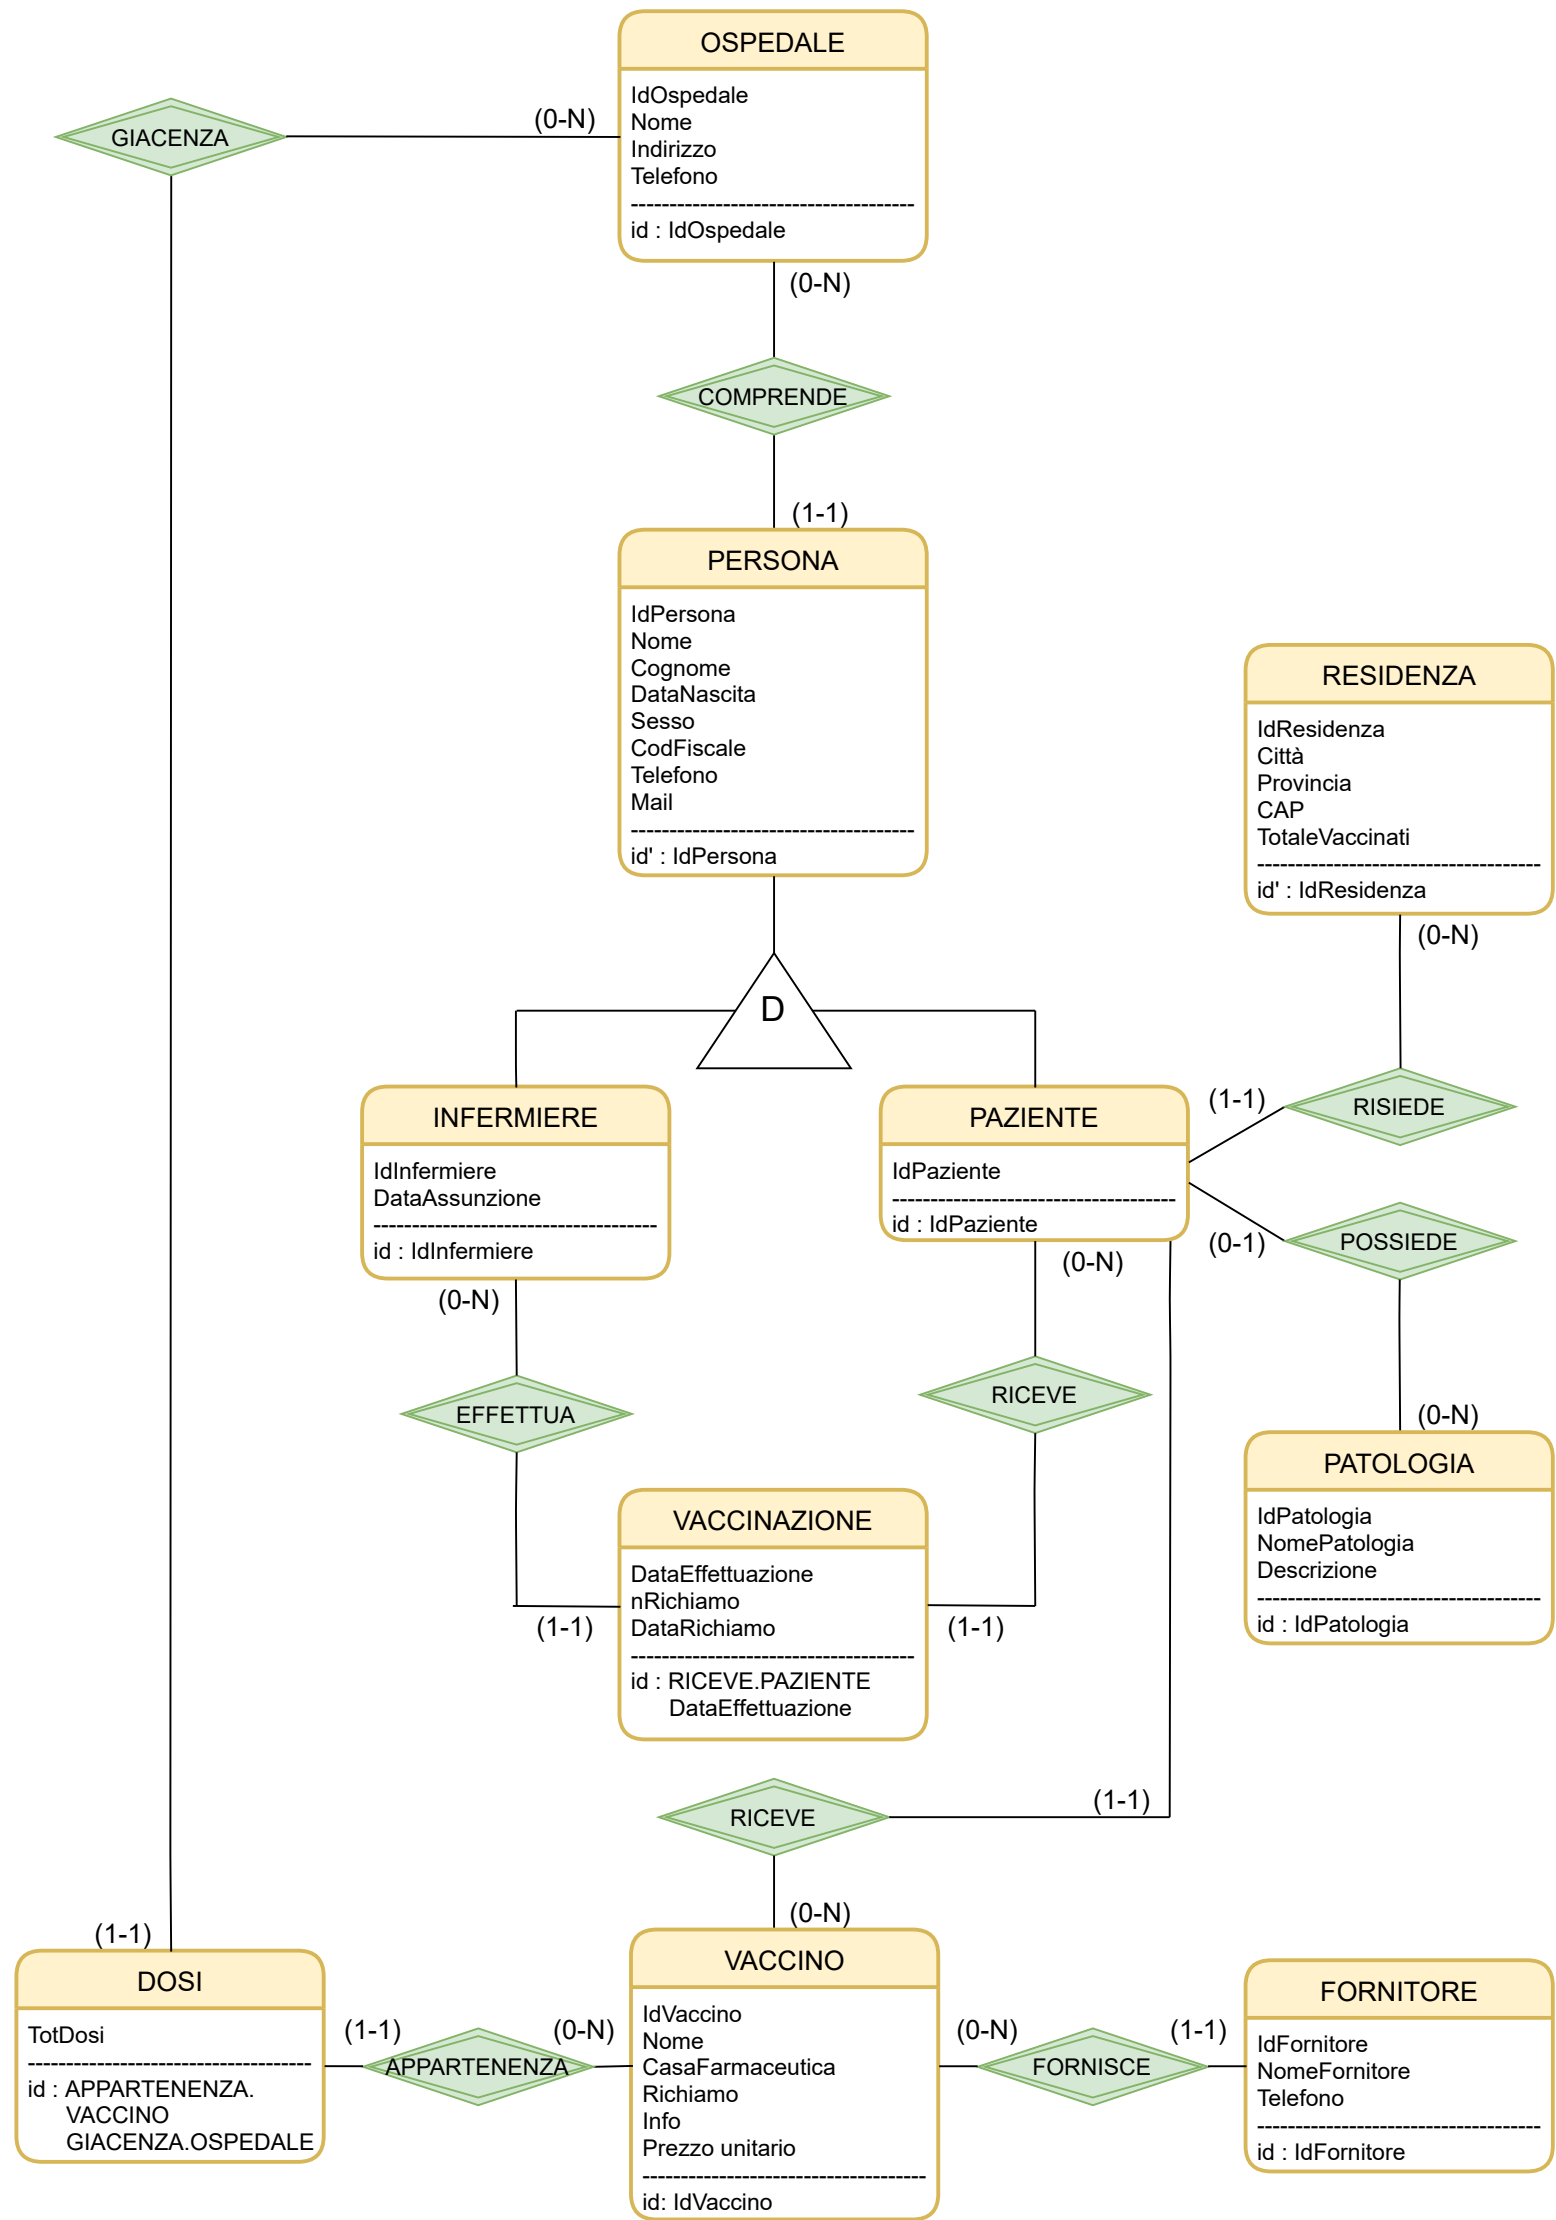 OSPEDALE
IdOspedale
Nome
Indirizzo
Telefono
-------------------------------------
id : IdOspedale
GIACENZA
(0-N)
(0-N)
COMPRENDE
(1-1)
PERSONA
IdPersona
Nome
Cognome
DataNascita
Sesso
CodFiscale
Telefono
Mail
-------------------------------------
id' : IdPersona
RESIDENZA
IdResidenza
Città
Provincia
CAP
TotaleVaccinati
-------------------------------------
id' : IdResidenza
(0-N)
D
INFERMIERE
IdInfermiere
DataAssunzione
-------------------------------------
id : IdInfermiere
(0-N)
PAZIENTE
IdPaziente
-------------------------------------
id : IdPaziente
(0-N)
(1-1)
RISIEDE
(0-1)
POSSIEDE
(0-N)
EFFETTUA
RICEVE
PATOLOGIA
IdPatologia
NomePatologia
Descrizione
-------------------------------------
id : IdPatologia
VACCINAZIONE
DataEffettuazione
nRichiamo
DataRichiamo
-------------------------------------
id : RICEVE.PAZIENTE
DataEffettuazione
(1-1)
(1-1)
RICEVE
(1-1)
(0-N)
(1-1)
DOSI
TotDosi
-------------------------------------
id : APPARTENENZA.
VACCINO
GIACENZA.OSPEDALE
(1-1)
APPARTENENZA
(0-N)
VACCINO
IdVaccino
Nome
CasaFarmaceutica
Richiamo
Info
Prezzo unitario
-------------------------------------
id: IdVaccino
(0-N)
FORNISCE
(1-1)
FORNITORE
IdFornitore
NomeFornitore
Telefono
-------------------------------------
id : IdFornitore